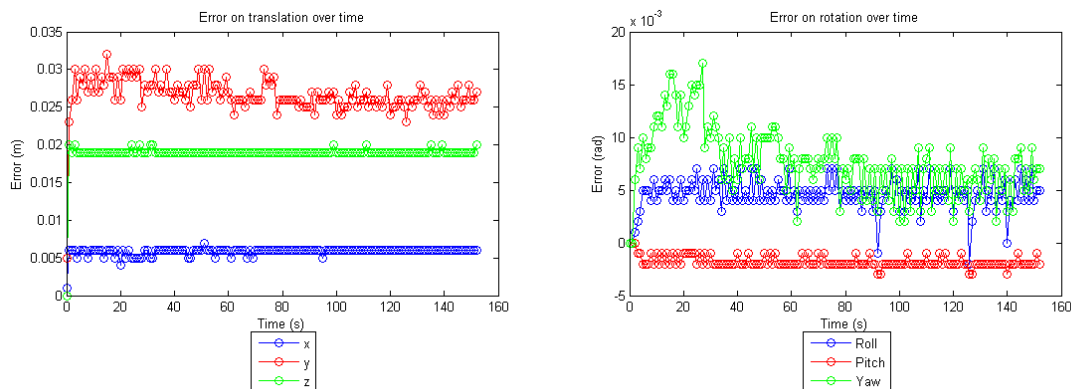 Error on translation over time
0.035
0.03
0.025
0.02
0.015
0.01
0.005
0
Error (m)
0 20 40 60 80 100 120 140 160
Time (s)
x
y
z
Error on rotation over time
x 10^-3
20
15
10
5
0
-5
Error (rad)
0 20 40 60 80 100 120 140 160
Time (s)
Roll
Pitch
Yaw